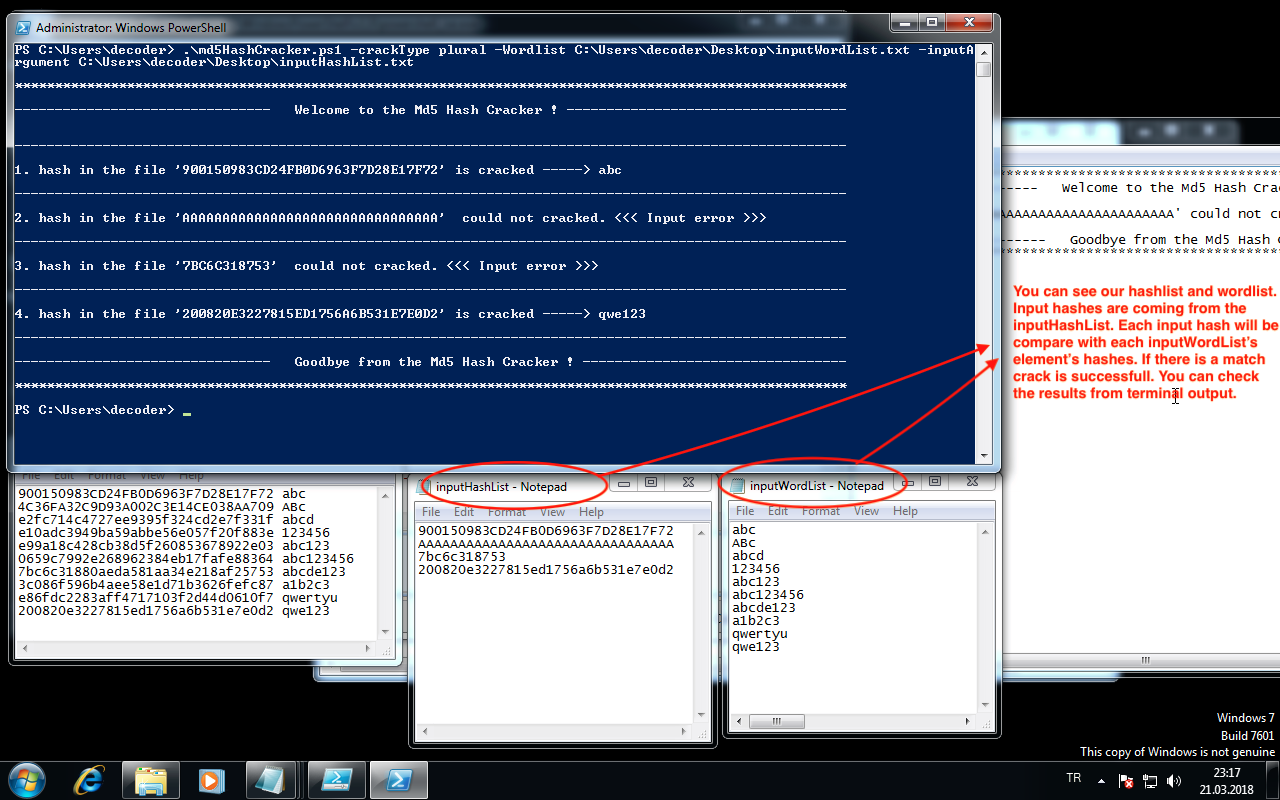 Administrator: Windows PowerShell
PS C:\Users\decoder> .\md5HashCracker.ps1 -crackType plural -Wordlist C:\Users\decoder\Desktop\inputWordList.txt -inputA
rgument C:\Users\decoder\Desktop\inputHashList.txt
********************************************************************************************************
-------------------------------- Welcome to the Md5 Hash Cracker ! -----------------------------------
--------------------------------------------------------------------------------------------------------
1. hash in the file '900150983CD24FB0D6963F7D28E17F72' is cracked -----> abc
--------------------------------------------------------------------------------------------------------
2. hash in the file 'AAAAAAAAAAAAAAAAAAAAAAAAAAAAAAAA'  could not cracked. <<< Input error >>>
--------------------------------------------------------------------------------------------------------
3. hash in the file '7BC6C318753'  could not cracked. <<< Input error >>>
--------------------------------------------------------------------------------------------------------
4. hash in the file '200820E3227815ED1756A6B531E7E0D2' is cracked -----> qwe123
--------------------------------------------------------------------------------------------------------
-------------------------------- Goodbye from the Md5 Hash Cracker ! ---------------------------------
********************************************************************************************************
PS C:\Users\decoder> _
***********************************
----- Welcome to the Md5 Hash Crac
AAAAAAAAAAAAAAAAAAAAAAA' could not c
------ Goodbye from the Md5 Hash
***********************************
You can see our hashlist and wordlist.
Input hashes are coming from the
inputHashList. Each input hash will be
compare with each inputWordList's
element's hashes. If there is a match
crack is successfull. You can check
the results from terminal output.
File Edit Format View Help
900150983CD24FB0D6963F7D28E17F72 abc
4C36FA32C9D93A002C3E14CE038AA709 ABc
e2fc714c4727ee9395f324cd2e7f331f abcd
e10adc3949ba59abbe56e057f20f883e 123456
e99a18c428cb38d5f260853678922e03 abc123
0659c7992e268962384eb17fafe88364 abc123456
7bc6c31880aeda581aa34e218af25753 abcde123
3c086f596b4aee58e1d71b3626fefc87 a1b2c3
e86fdc2283aff4717103f2d44d0610f7 qwertyu
200820e3227815ed1756a6b531e7e0d2 qwe123
inputHashList - Notepad
File Edit Format View Help
900150983CD24FB0D6963F7D28E17F72
AAAAAAAAAAAAAAAAAAAAAAAAAAAAAAAA
7bc6c318753
200820e3227815ed1756a6b531e7e0d2
inputWordList - Notepad
File Edit Format View Help
abc
ABc
abcd
123456
abc123
abc123456
abcde123
a1b2c3
qwertyu
qwe123
Windows 7
Build 7601
This copy of Windows is not genuine
TR
23:17
21.03.2018